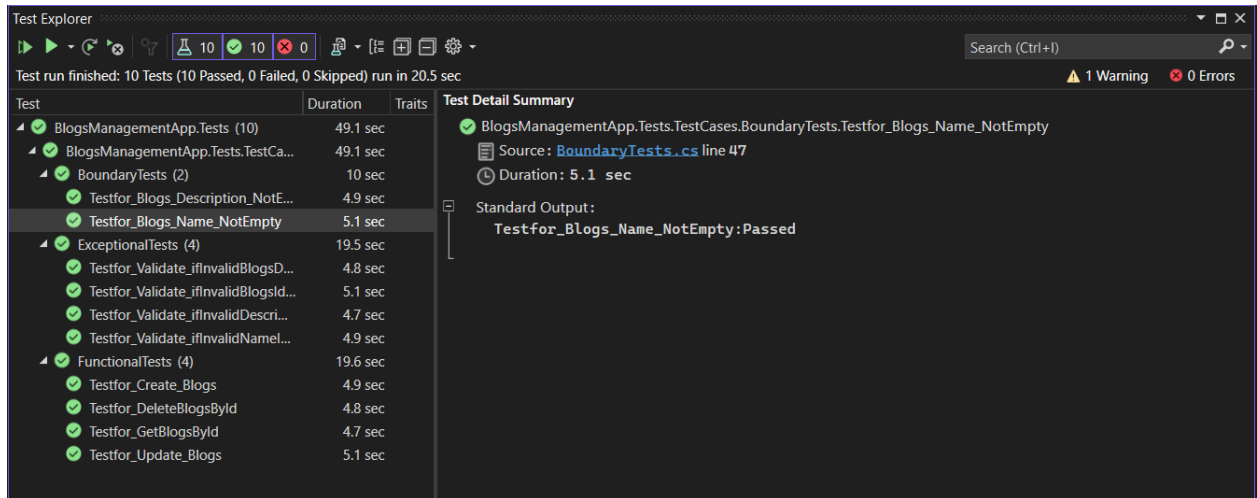 Test Explorer
10 10 0
Search (Ctrl+I)
Test run finished: 10 Tests (10 Passed, 0 Failed, 0 Skipped) run in 20.5 sec
1 Warning 0 Errors
Test Duration Traits
BlogsManagementApp.Tests (10) 49.1 sec
BlogsManagementApp.Tests.TestCa... 49.1 sec
BoundaryTests (2) 10 sec
Testfor_Blogs_Description_NotE... 4.9 sec
Testfor_Blogs_Name_NotEmpty 5.1 sec
ExceptionalTests (4) 19.5 sec
Testfor_Validate_ifInvalidBlogsD... 4.8 sec
Testfor_Validate_ifInvalidBlogsId... 5.1 sec
Testfor_Validate_ifInvalidDescri... 4.7 sec
Testfor_Validate_ifInvalidNameI... 4.9 sec
FunctionalTests (4) 19.6 sec
Testfor_Create_Blogs 4.9 sec
Testfor_DeleteBlogsById 4.8 sec
Testfor_GetBlogsById 4.7 sec
Testfor_Update_Blogs 5.1 sec
Test Detail Summary
BlogsManagementApp.Tests.TestCases.BoundaryTests.Testfor_Blogs_Name_NotEmpty
Source: BoundaryTests.cs line 47
Duration: 5.1 sec
Standard Output:
Testfor_Blogs_Name_NotEmpty:Passed